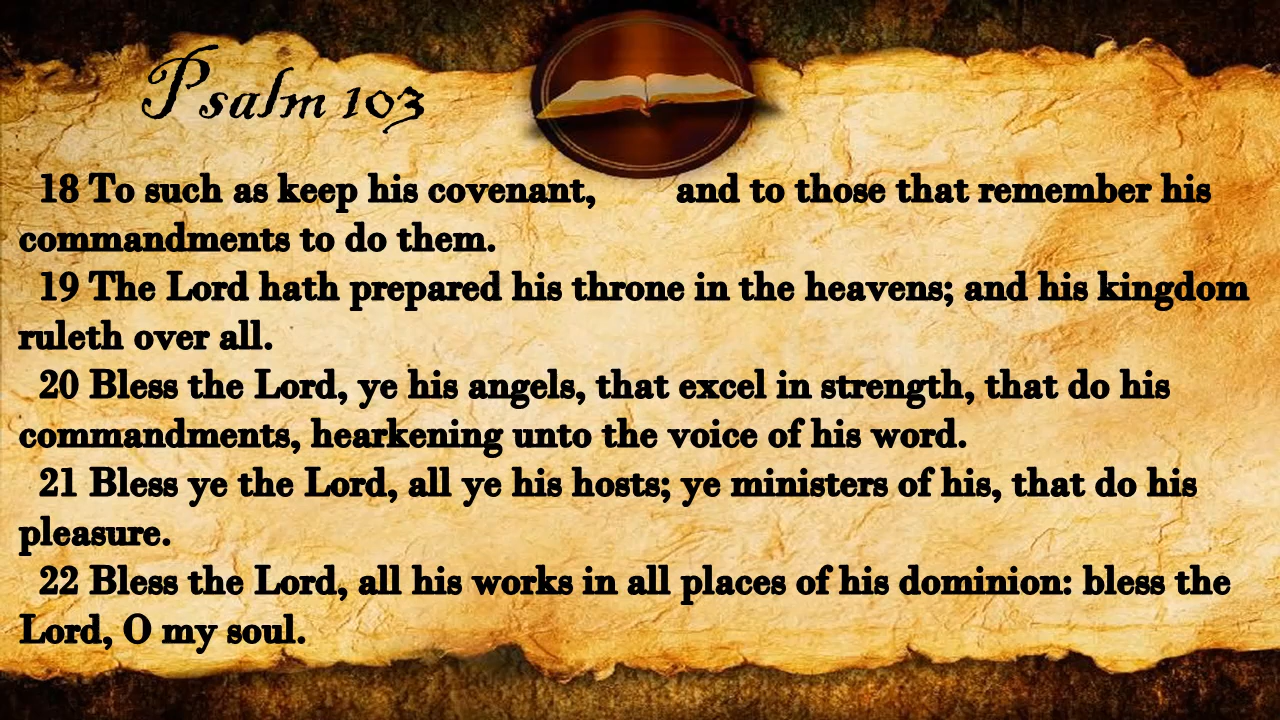 Psalm 103
18 To such as keep his covenant, and to those that remember his
commandments to do them.
19 The Lord hath prepared his throne in the heavens; and his kingdom
ruleth over all.
20 Bless the Lord, ye his angels, that excel in strength, that do his
commandments, hearkening unto the voice of his word.
21 Bless ye the Lord, all ye his hosts; ye ministers of his, that do his
pleasure.
22 Bless the Lord, all his works in all places of his dominion: bless the
Lord, O my soul.